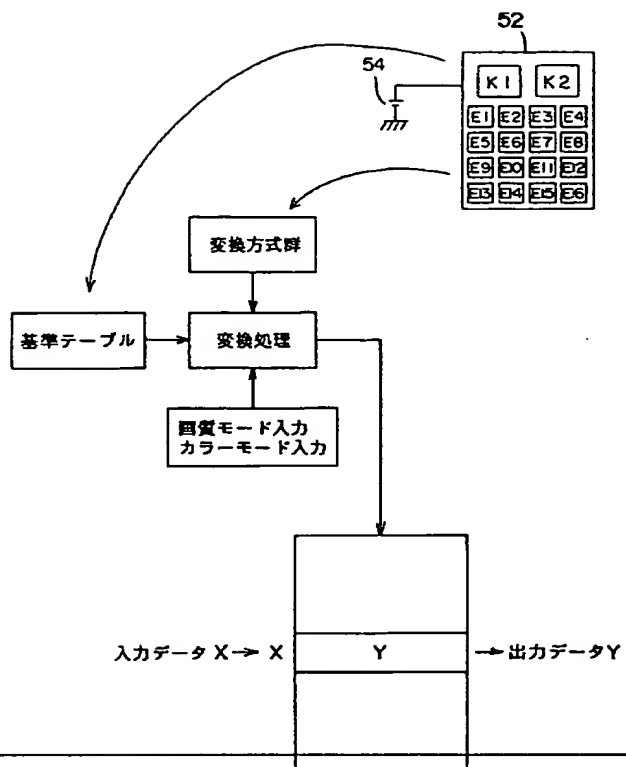 52
54
K1 K2
E1 E2 E3 E4
E5 E6 E7 E8
E9 E10 E11 E12
E13 E14 E15 E16
変換方式群
基準テーブル
変換処理
画質モード入力
カラーモード入力
入力データX→ X
Y
→出力データY